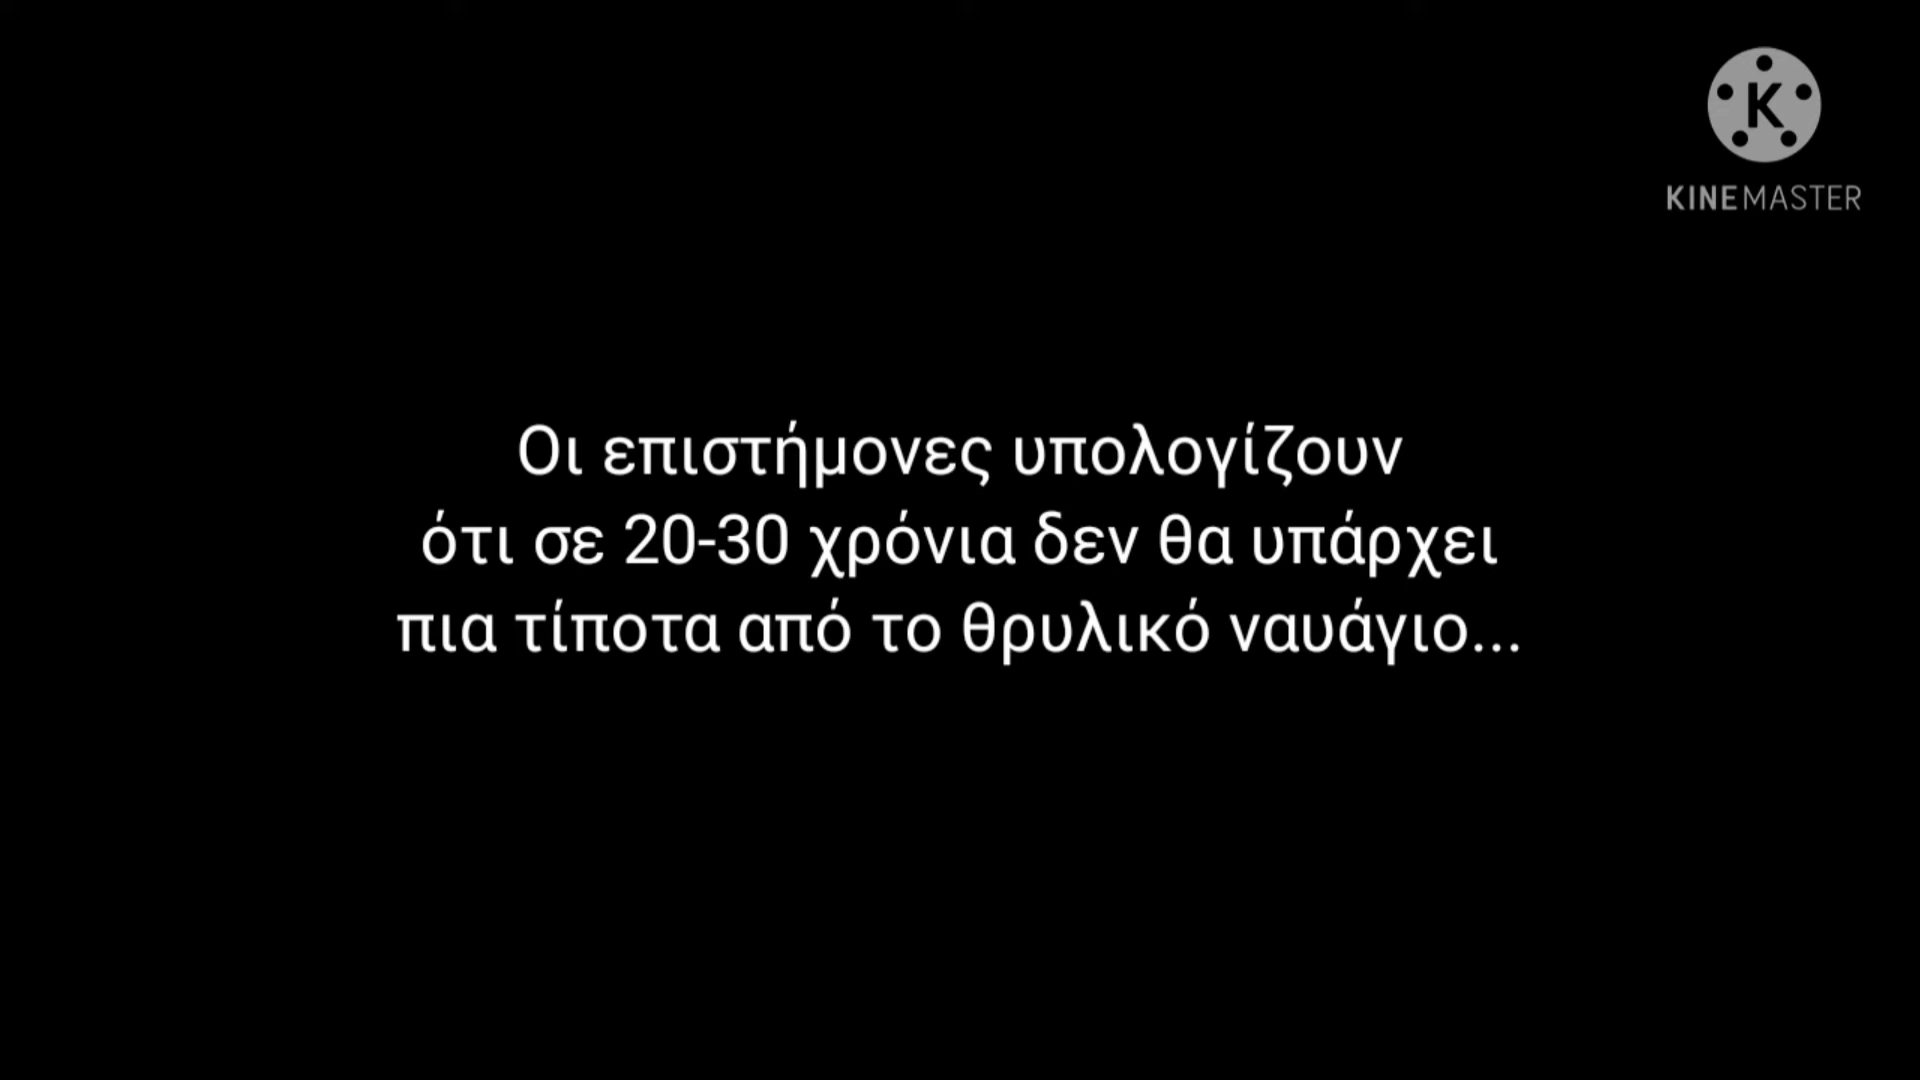 K
KINEMASTER
Οι επιστήμονες υπολογίζουν
ότι σε 20-30 χρόνια δεν θα υπάρχει
πια τίποτα από το θρυλικό ναυάγιο...